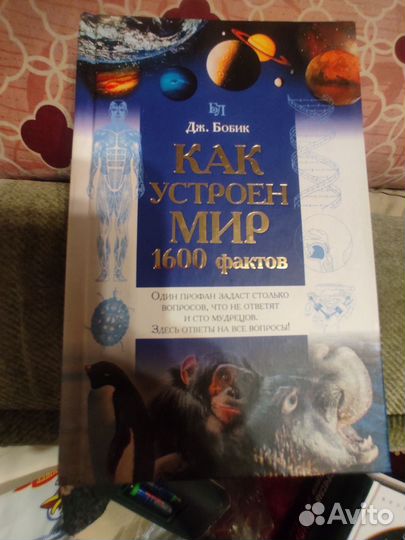 БЛ
Дж. Бобик
КАК
УСТРОЕН
МИР
1600 фактов
Один профан задаст столько
вопросов, что не ответят
и сто мудрецов.
Здесь ответы на все вопросы!
Avito